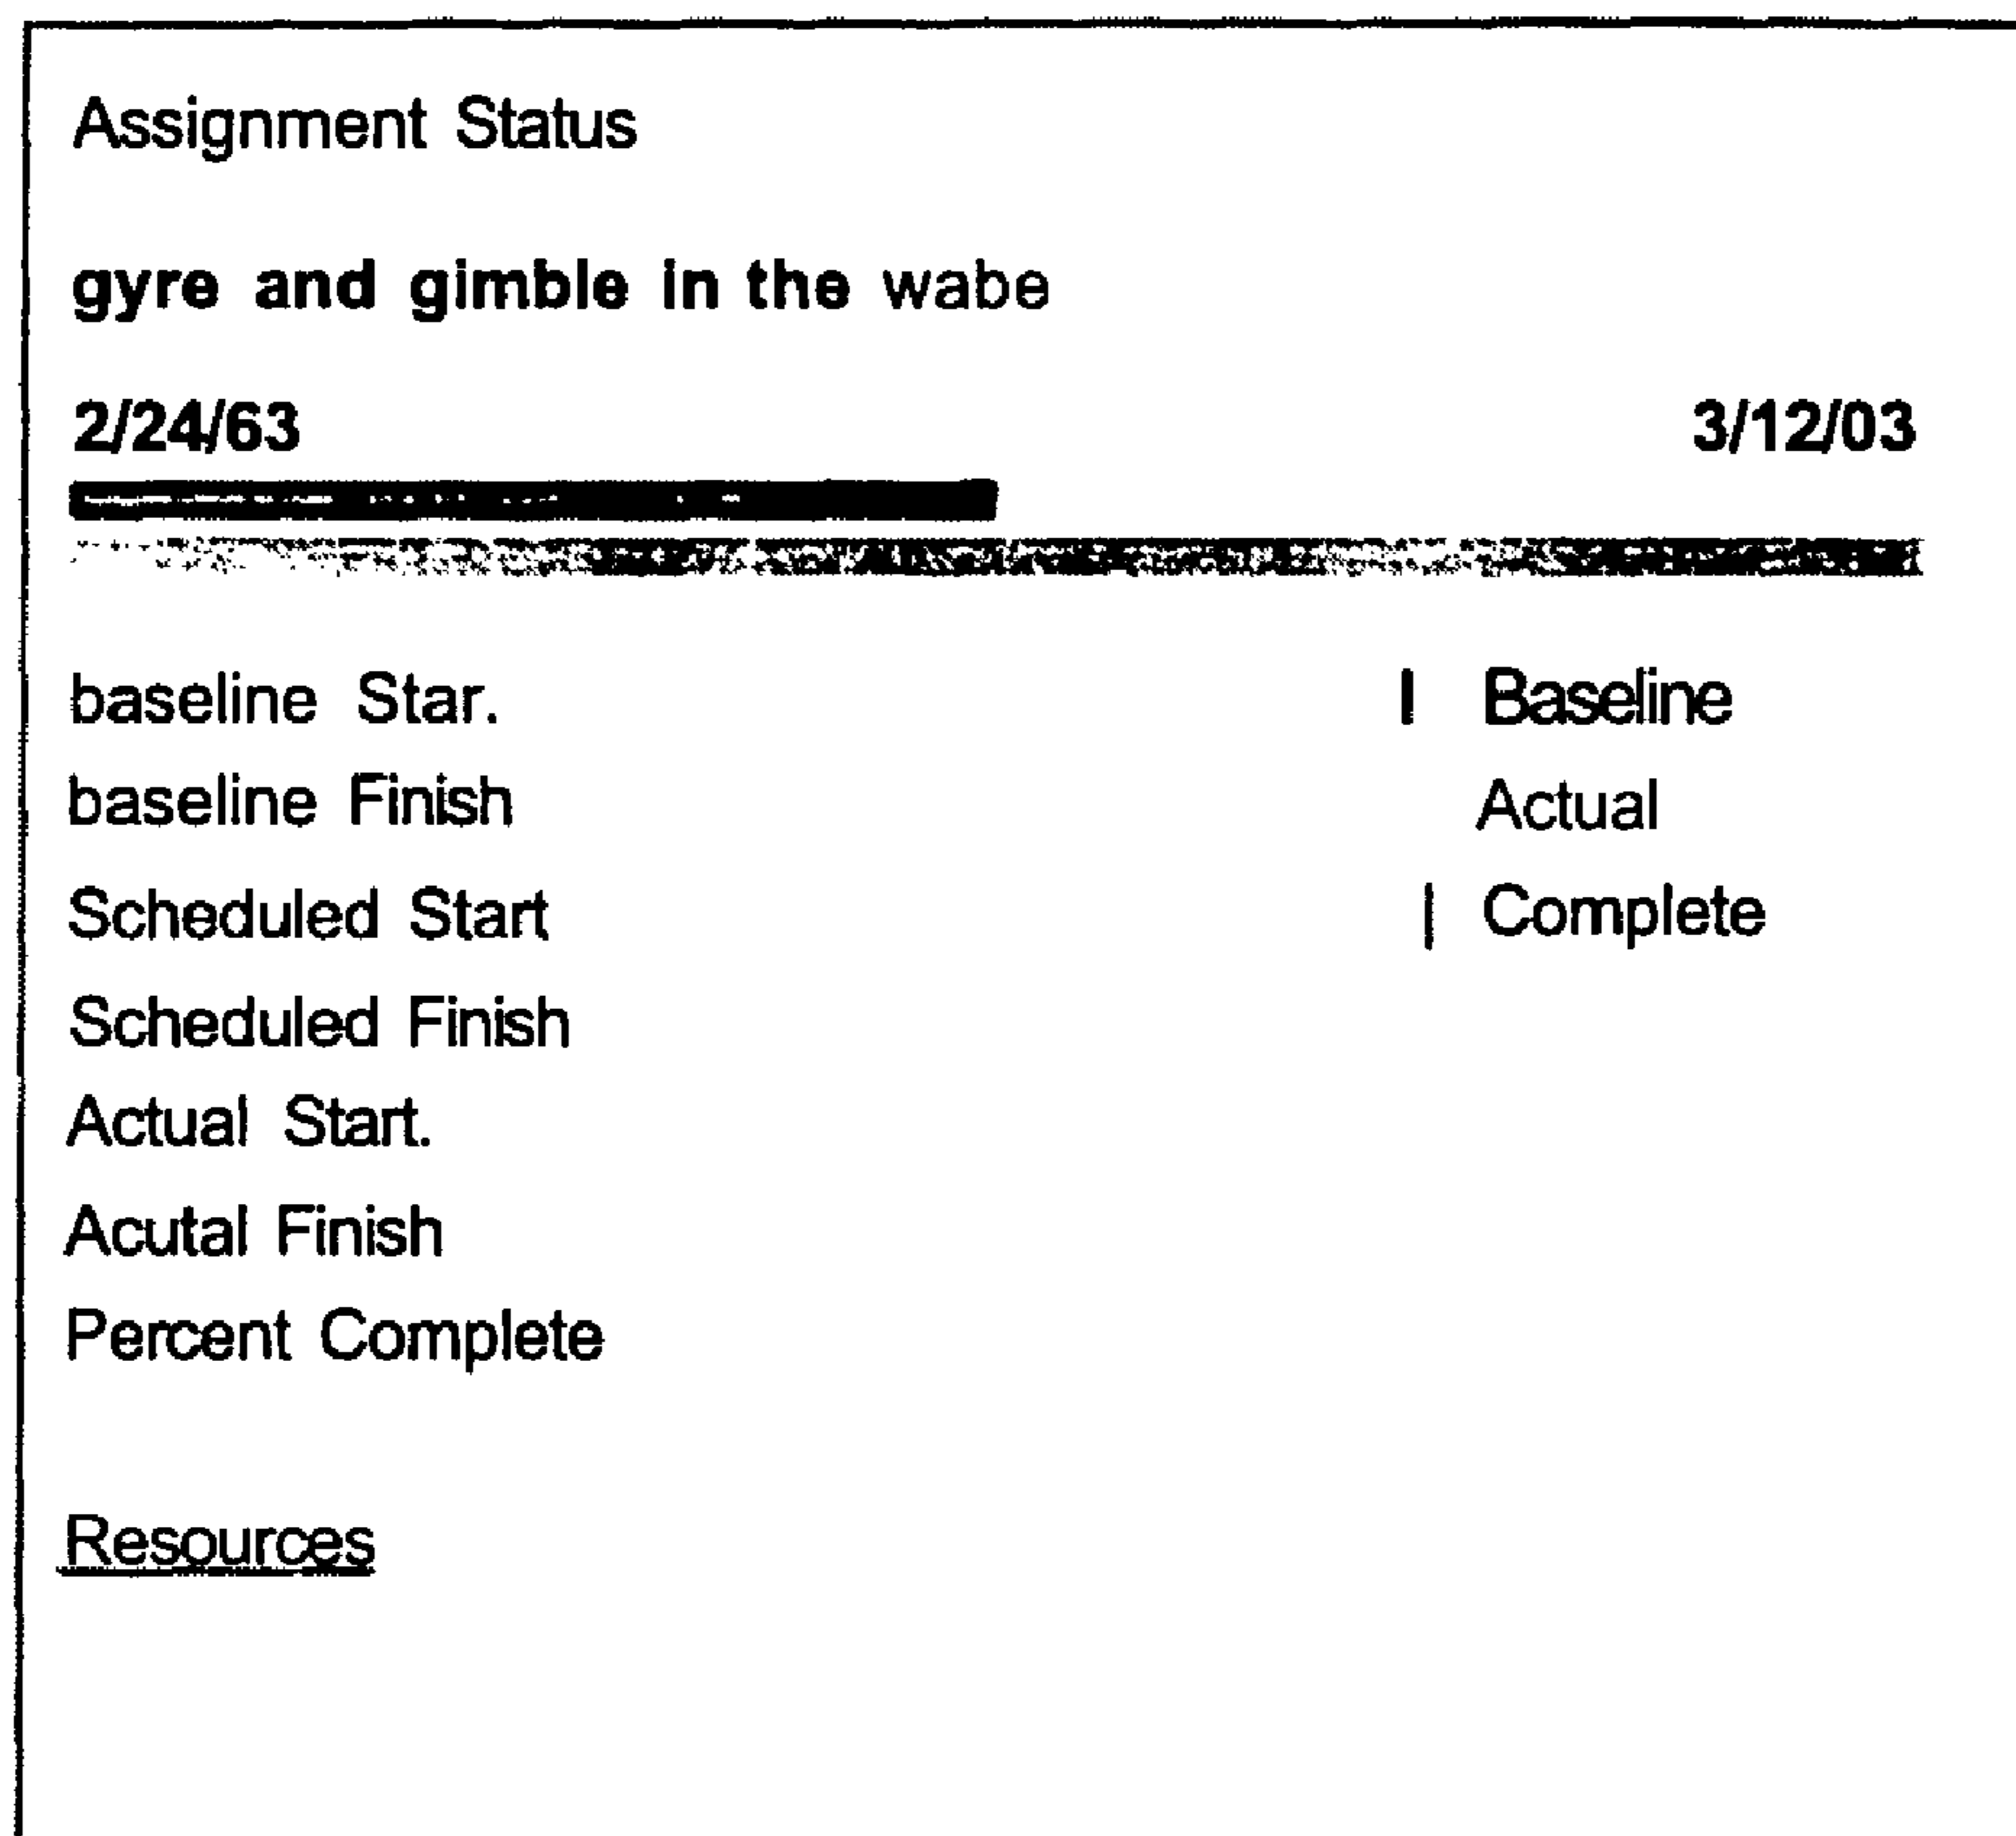 Assignment Status
gyre and gimble in the wabe
2/24/63 3/12/03
baseline Star. | Baseline
baseline Finish Actual
Scheduled Start | Complete
Scheduled Finish
Actual Start.
Acutal Finish
Percent Complete
Resources